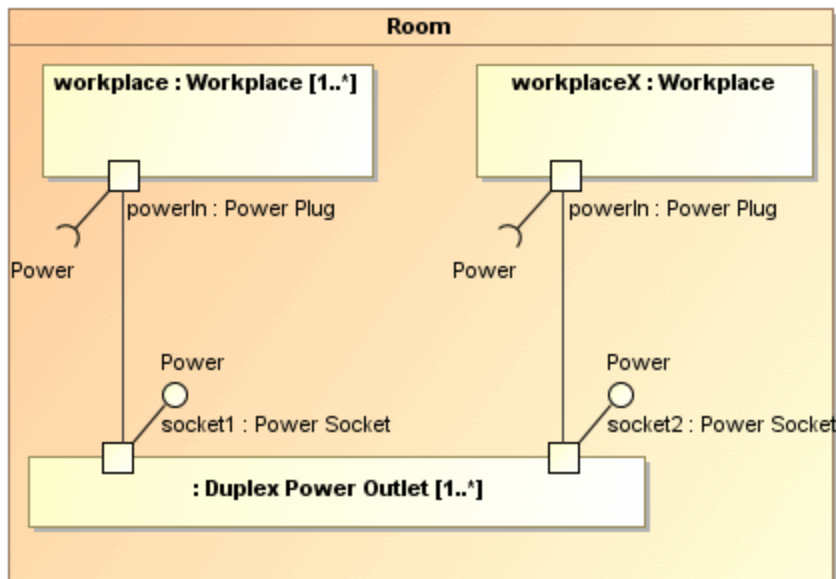 Room
workplace : Workplace [1..*]
workplaceX : Workplace
powerIn : Power Plug
powerIn : Power Plug
Power
Power
Power
Power
socket1 : Power Socket
socket2 : Power Socket
: Duplex Power Outlet [1..*]